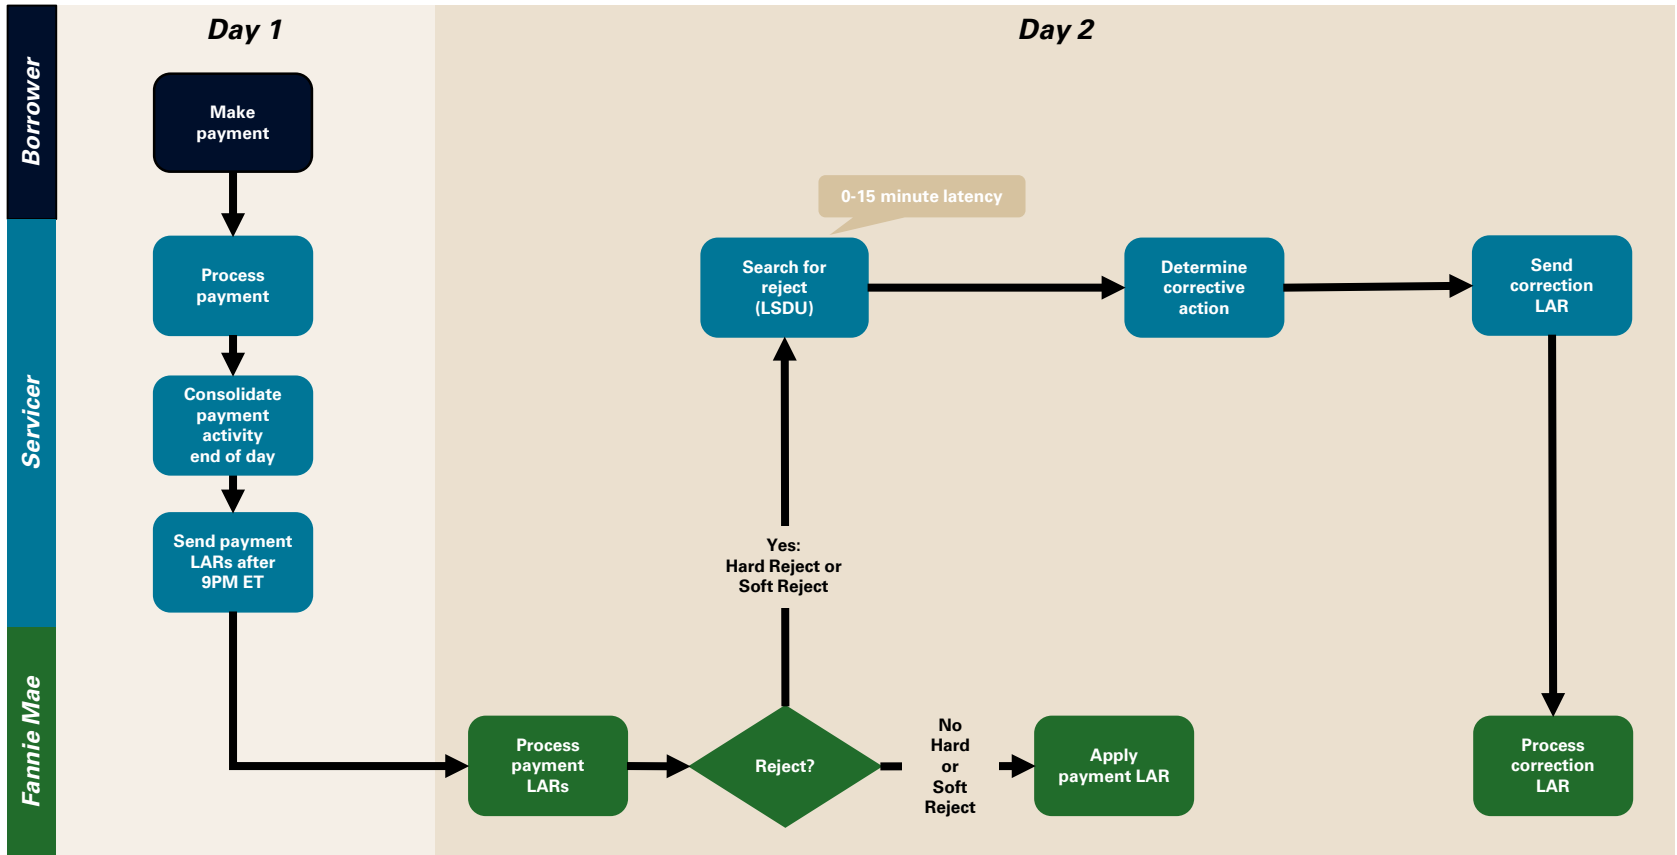 Day 1
Day 2
Borrower
Make
payment
0-15 minute latency
Servicer
Process
payment
Consolidate
payment
activity
end of day
Send payment
LARs after
9PM ET
Search for
reject
(LSDU)
Determine
corrective
action
Send
correction
LAR
Yes:
Hard Reject or
Soft Reject
Fannie Mae
Process
payment
LARs
Reject?
No
Hard
or
Soft
Reject
Apply
payment LAR
Process
correction
LAR